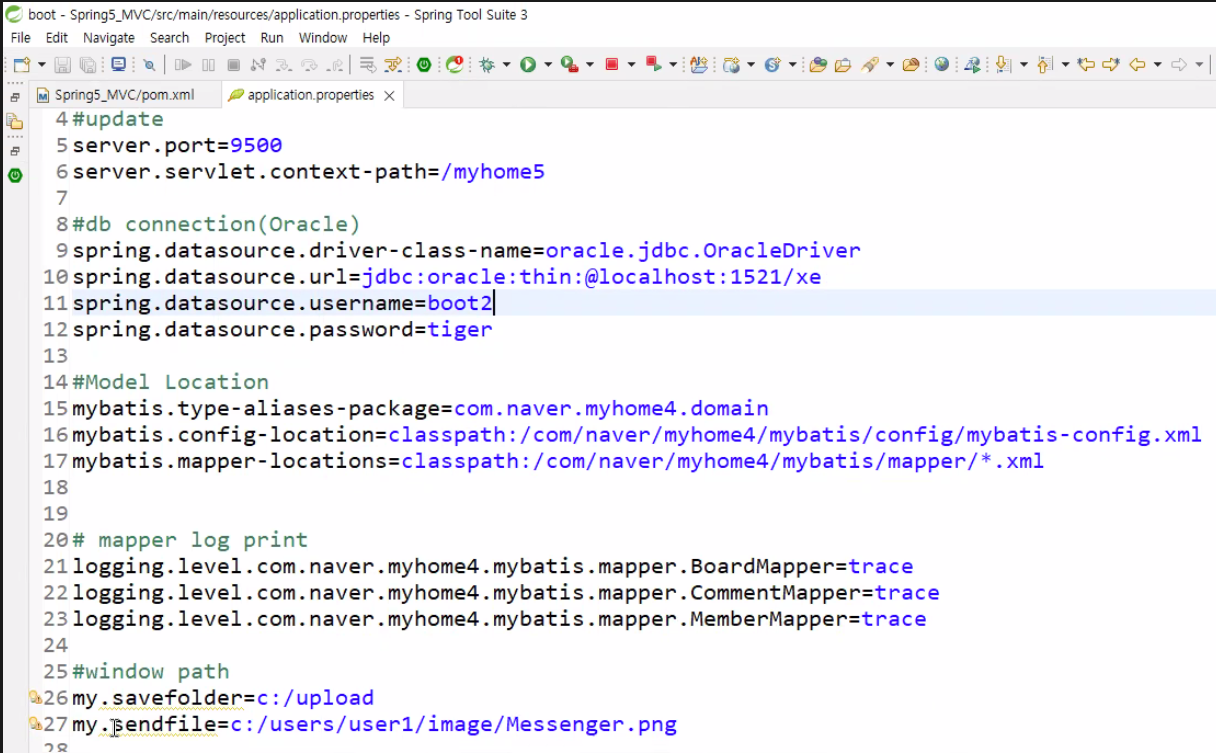 boot - Spring5_MVC/src/main/resources/application.properties - Spring Tool Suite 3
File Edit Navigate Search Project Run Window Help
Spring5_MVC/pom.xml application.properties
4 #update
5 server.port=9500
6 server.servlet.context-path=/myhome5
7
8 #db connection(Oracle)
9 spring.datasource.driver-class-name=oracle.jdbc.OracleDriver
10 spring.datasource.url=jdbc:oracle:thin:@localhost:1521/xe
11 spring.datasource.username=boot2
12 spring.datasource.password=tiger
13
14 #Model Location
15 mybatis.type-aliases-package=com.naver.myhome4.domain
16 mybatis.config-location=classpath:/com/naver/myhome4/mybatis/config/mybatis-config.xml
17 mybatis.mapper-locations=classpath:/com/naver/myhome4/mybatis/mapper/*.xml
18
19
20 # mapper log print
21 logging.level.com.naver.myhome4.mybatis.mapper.BoardMapper=trace
22 logging.level.com.naver.myhome4.mybatis.mapper.CommentMapper=trace
23 logging.level.com.naver.myhome4.mybatis.mapper.MemberMapper=trace
24
25 #window path
26 my.savefolder=c:/upload
27 my.sendfile=c:/users/user1/image/Messenger.png
28